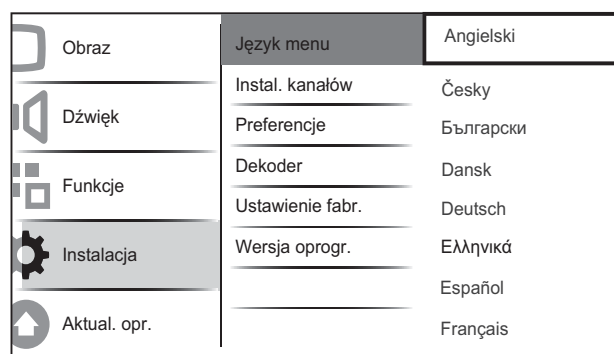 Obraz
Dźwięk
Funkcje
Instalacja
Aktual. opr.
Język menu
Instal. kanałów
Preferencje
Dekoder
Ustawienie fabr.
Wersja oprogr.
Angielski
Česky
Български
Dansk
Deutsch
Ελληνικά
Español
Français